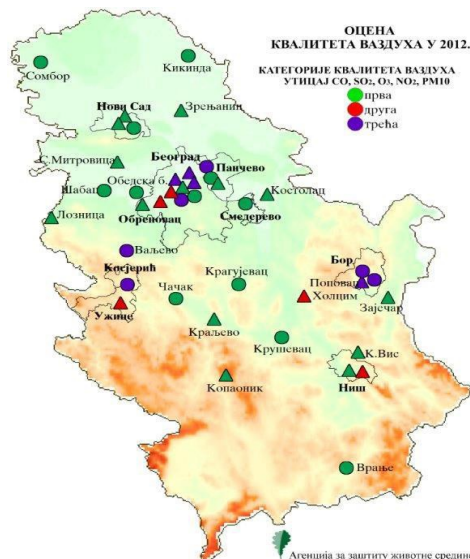 ОЦЕНА
КВАЛИТЕТА ВАЗДУХА У 2012.
КАТЕГОРИЈЕ КВАЛИТЕТА ВАЗДУХА
УТИЦАЈ CO, SO₂, O₃, NO₂, PM10
прва
друга
трећа
Сомбор
Кикинда
Нови Сад
Зрењанин
С.Митровица
Београд
Панчево
Шабац
Обедска б.
Костолац
Лозница
Обреновац
Смедерево
Ваљево
Бор
Косјерић
Крагујевац
Поповац
Чачак
Холцим
Зајечар
Ужице
Краљево
Крушевац
К.Вис
Копаоник
Ниш
Врање
Агенција за заштиту животне средине